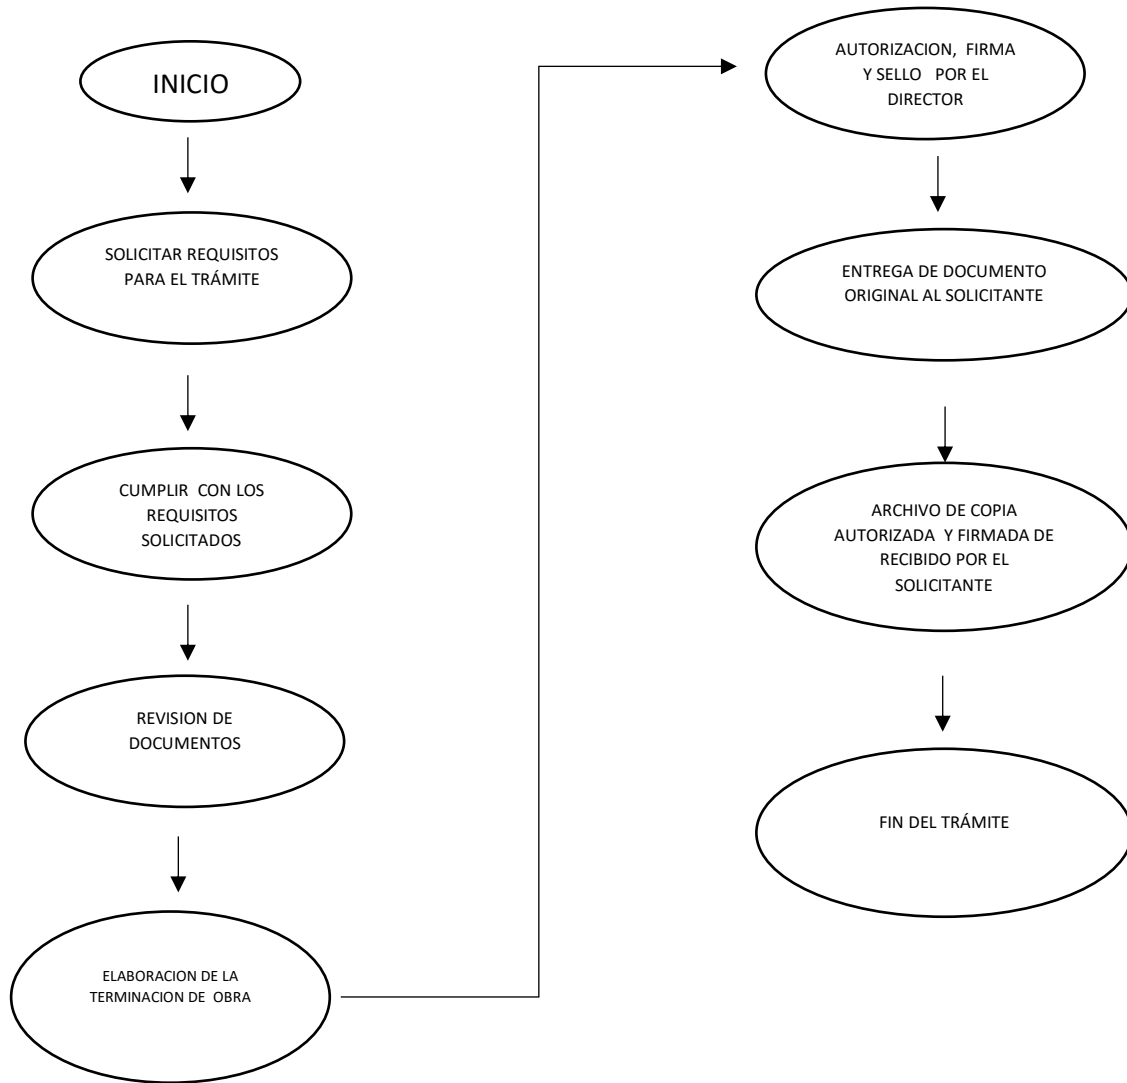 INICIO
SOLICITAR REQUISITOS
PARA EL TRÁMITE
CUMPLIR CON LOS
REQUISITOS
SOLICITADOS
REVISION DE
DOCUMENTOS
ELABORACION DE LA
TERMINACION DE OBRA
AUTORIZACION, FIRMA
Y SELLO POR EL
DIRECTOR
ENTREGA DE DOCUMENTO
ORIGINAL AL SOLICITANTE
ARCHIVO DE COPIA
AUTORIZADA Y FIRMADA DE
RECIBIDO POR EL
SOLICITANTE
FIN DEL TRÁMITE